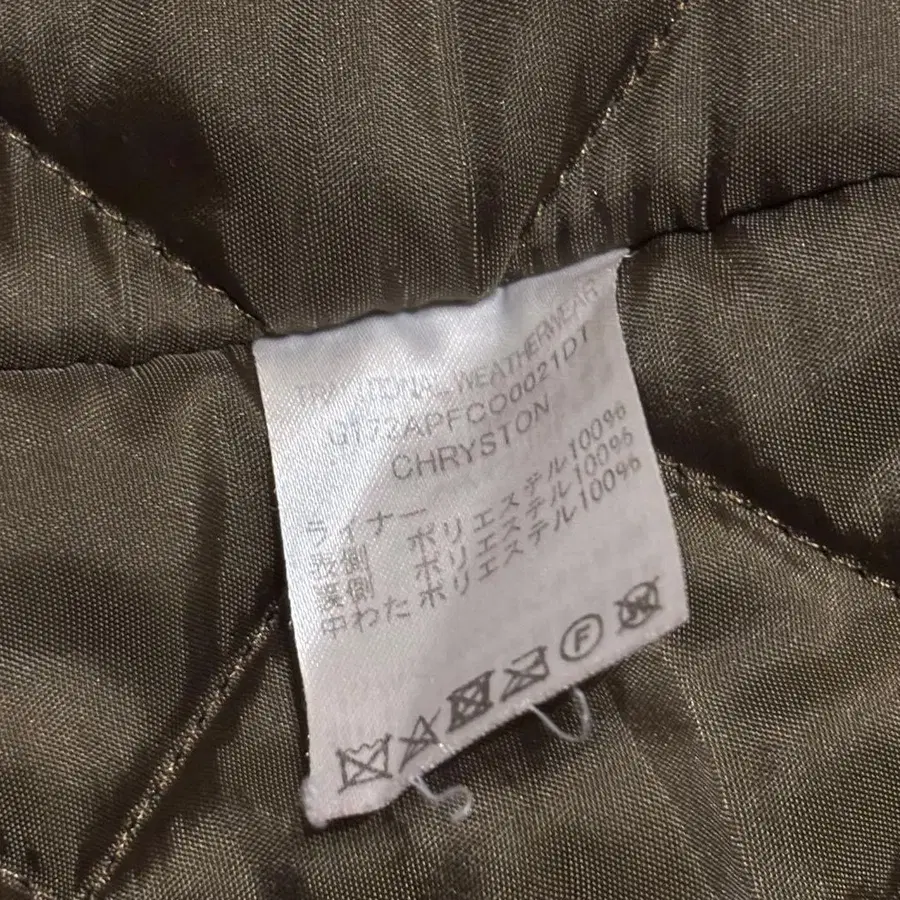 TRADITIONAL WEATHERWEAR
G172APFCO0021DT
CHRYSTON
ライナー
表側 ポリエステル100%
裏側 ポリエステル100%
中わた ポリエステル100%
F W